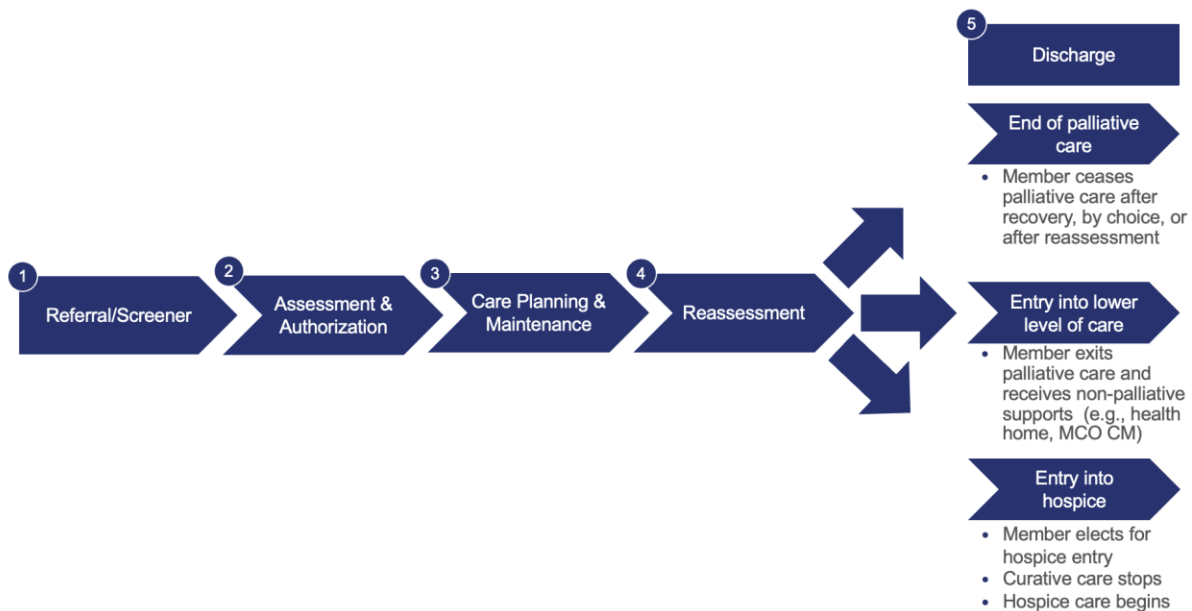 1
Referral/Screener
2
Assessment &
Authorization
3
Care Planning &
Maintenance
4
Reassessment
5
Discharge
End of palliative
care
• Member ceases
palliative care after
recovery, by choice, or
after reassessment
Entry into lower
level of care
• Member exits
palliative care and
receives non-palliative
supports (e.g., health
home, MCO CM)
Entry into
hospice
• Member elects for
hospice entry
• Curative care stops
• Hospice care begins